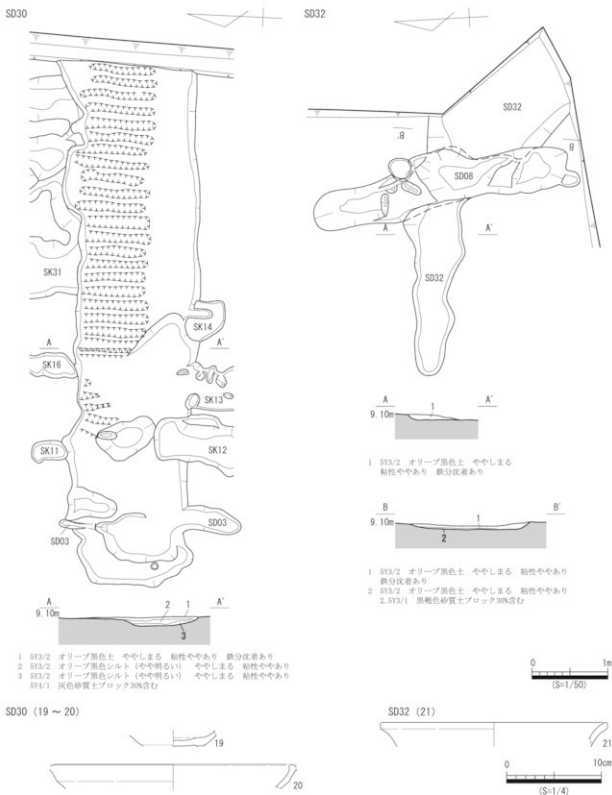 SD30
SK31
SK14
A
A'
SK16
SK13
SK11
SK12
SD03
SD03
A
A'
9.10m
2
1
3
1 5Y3/2 オリーブ黒色土 ややしまる 粘性ややあり 鉄分沈着あり
2 5Y3/2 オリーブ黒色シルト（やや明るい） ややしまる 粘性ややあり
3 5Y3/2 オリーブ黒色シルト（やや明るい） ややしまる 粘性ややあり
5Y4/1 灰色砂質土ブロック30%含む
SD32
SD32
B'
B
SD08
A
A'
SD32
A
A'
9.10m
1
1 5Y3/2 オリーブ黒色土 ややしまる
粘性ややあり 鉄分沈着あり
B
B'
9.10m
1
2
1 5Y3/2 オリーブ黒色土 ややしまる 粘性ややあり
鉄分沈着あり
2 5Y3/2 オリーブ黒色土 ややしまる 粘性ややあり
2.5Y3/1 黒褐色砂質土ブロック30%含む
0
1m
(S=1/50)
SD30（19～20）
19
20
SD32（21）
21
0
10cm
(S=1/4)